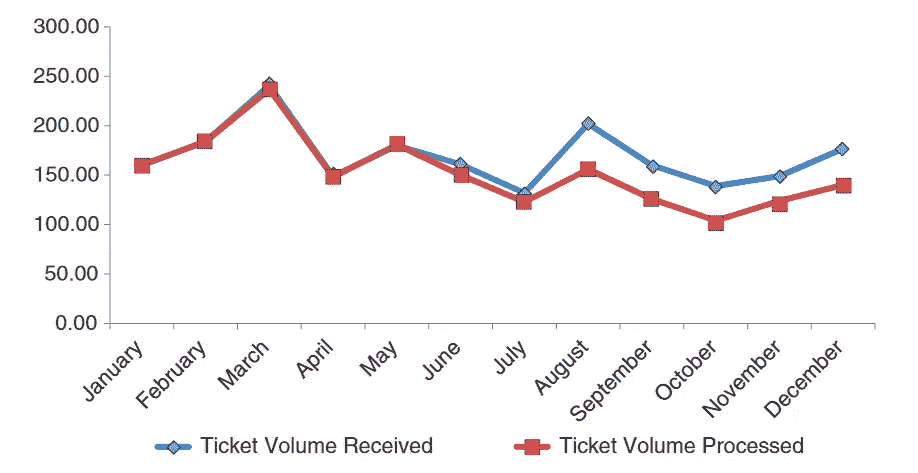 300.00
250.00
200.00
150.00
100.00
50.00
0.00
January
February
March
April
May
June
July
August
September
October
November
December
Ticket Volume Received
Ticket Volume Processed